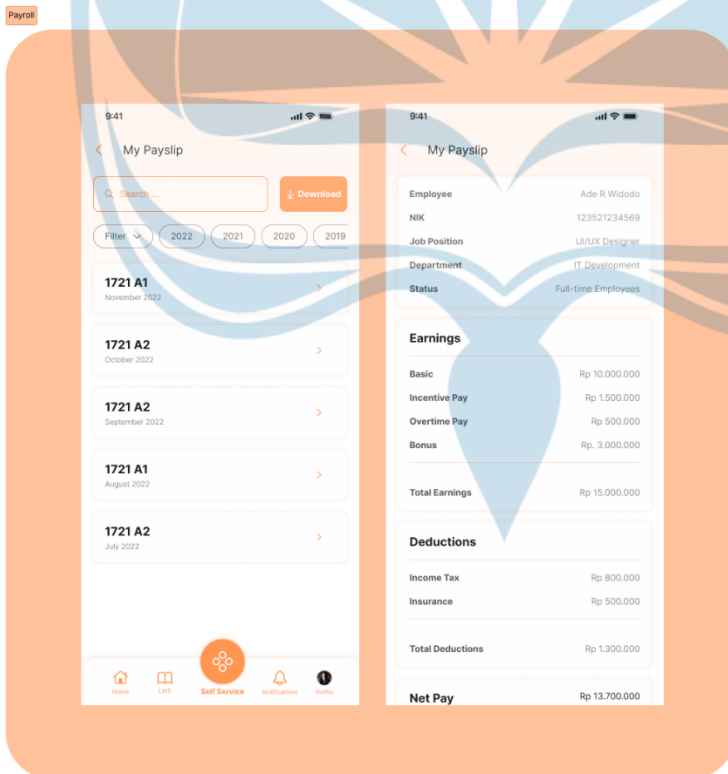 Payroll
9:41
My Payslip
Search ...
Download
Filter 2022 2021 2020 2019
1721 A1
November 2022
1721 A2
October 2022
1721 A2
September 2022
1721 A1
August 2022
1721 A2
July 2022
Home LMS Self Service Notifications Profile
9:41
My Payslip
Employee Ade R Widodo
NIK 123521234569
Job Position UI/UX Designer
Department IT Development
Status Full-time Employees
Earnings
Basic Rp 10.000.000
Incentive Pay Rp 1.500.000
Overtime Pay Rp 500.000
Bonus Rp. 3.000.000
Total Earnings Rp 15.000.000
Deductions
Income Tax Rp 800.000
Insurance Rp 500.000
Total Deductions Rp 1.300.000
Net Pay Rp 13.700.000